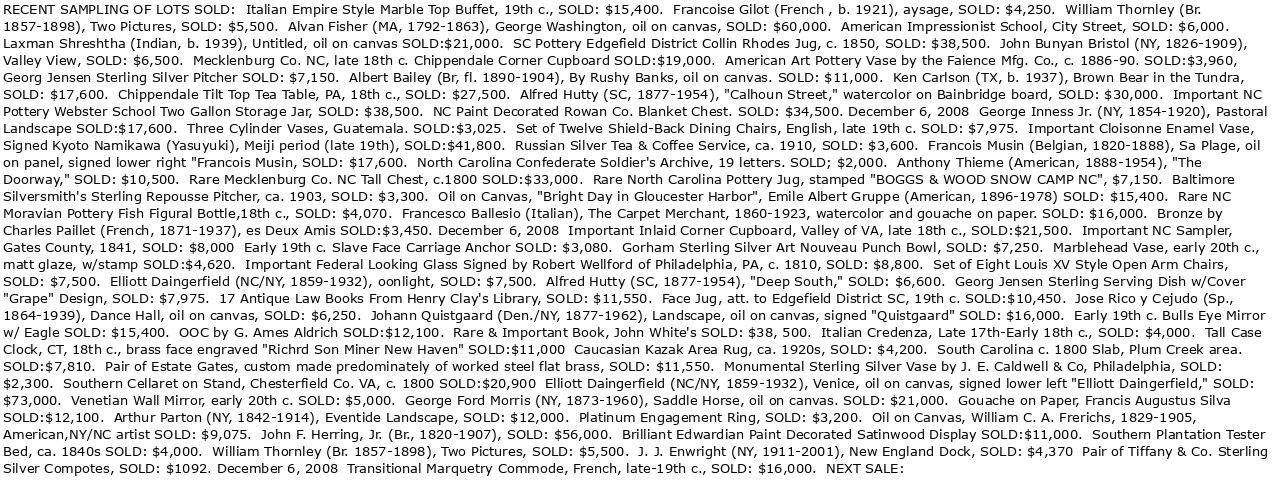 RECENT SAMPLING OF LOTS SOLD:  Italian Empire Style Marble Top Buffet, 19th c., SOLD: $15,400.  Francoise Gilot (French , b. 1921), aysage, SOLD: $4,250.  William Thornley (Br.
1857-1898), Two Pictures, SOLD: $5,500.  Alvan Fisher (MA, 1792-1863), George Washington, oil on canvas, SOLD: $60,000.  American Impressionist School, City Street, SOLD: $6,000.
Laxman Shreshtha (Indian, b. 1939), Untitled, oil on canvas SOLD:$21,000.  SC Pottery Edgefield District Collin Rhodes Jug, c. 1850, SOLD: $38,500.  John Bunyan Bristol (NY, 1826-1909),
Valley View, SOLD: $6,500.  Mecklenburg Co. NC, late 18th c. Chippendale Corner Cupboard SOLD:$19,000.  American Art Pottery Vase by the Faience Mfg. Co., c. 1886-90. SOLD:$3,960,
Georg Jensen Sterling Silver Pitcher SOLD: $7,150.  Albert Bailey (Br, fl. 1890-1904), By Rushy Banks, oil on canvas. SOLD: $11,000.  Ken Carlson (TX, b. 1937), Brown Bear in the Tundra,
SOLD: $17,600.  Chippendale Tilt Top Tea Table, PA, 18th c., SOLD: $27,500.  Alfred Hutty (SC, 1877-1954), "Calhoun Street," watercolor on Bainbridge board, SOLD: $30,000.  Important NC
Pottery Webster School Two Gallon Storage Jar, SOLD: $38,500.  NC Paint Decorated Rowan Co. Blanket Chest. SOLD: $34,500. December 6, 2008  George Inness Jr. (NY, 1854-1920), Pastoral
Landscape SOLD:$17,600.  Three Cylinder Vases, Guatemala. SOLD:$3,025.  Set of Twelve Shield-Back Dining Chairs, English, late 19th c. SOLD: $7,975.  Important Cloisonne Enamel Vase,
Signed Kyoto Namikawa (Yasuyuki), Meiji period (late 19th), SOLD:$41,800.  Russian Silver Tea & Coffee Service, ca. 1910, SOLD: $3,600.  Francois Musin (Belgian, 1820-1888), Sa Plage, oil
on panel, signed lower right "Francois Musin, SOLD: $17,600.  North Carolina Confederate Soldier's Archive, 19 letters. SOLD; $2,000.  Anthony Thieme (American, 1888-1954), "The
Doorway," SOLD: $10,500.  Rare Mecklenburg Co. NC Tall Chest, c.1800 SOLD:$33,000.  Rare North Carolina Pottery Jug, stamped "BOGGS & WOOD SNOW CAMP NC", $7,150.  Baltimore
Silversmith's Sterling Repousse Pitcher, ca. 1903, SOLD: $3,300.  Oil on Canvas, "Bright Day in Gloucester Harbor", Emile Albert Gruppe (American, 1896-1978) SOLD: $15,400.  Rare NC
Moravian Pottery Fish Figural Bottle,18th c., SOLD: $4,070.  Francesco Ballesio (Italian), The Carpet Merchant, 1860-1923, watercolor and gouache on paper. SOLD: $16,000.  Bronze by
Charles Paillet (French, 1871-1937), es Deux Amis SOLD:$3,450. December 6, 2008  Important Inlaid Corner Cupboard, Valley of VA, late 18th c., SOLD:$21,500.  Important NC Sampler,
Gates County, 1841, SOLD: $8,000  Early 19th c. Slave Face Carriage Anchor SOLD: $3,080.  Gorham Sterling Silver Art Nouveau Punch Bowl, SOLD: $7,250.  Marblehead Vase, early 20th c.,
matt glaze, w/stamp SOLD:$4,620.  Important Federal Looking Glass Signed by Robert Wellford of Philadelphia, PA, c. 1810, SOLD: $8,800.  Set of Eight Louis XV Style Open Arm Chairs,
SOLD: $7,500.  Elliott Daingerfield (NC/NY, 1859-1932), oonlight, SOLD: $7,500.  Alfred Hutty (SC, 1877-1954), "Deep South," SOLD: $6,600.  Georg Jensen Sterling Serving Dish w/Cover
"Grape" Design, SOLD: $7,975.  17 Antique Law Books From Henry Clay's Library, SOLD: $11,550.  Face Jug, att. to Edgefield District SC, 19th c. SOLD:$10,450.  Jose Rico y Cejudo (Sp.,
1864-1939), Dance Hall, oil on canvas, SOLD: $6,250.  Johann Quistgaard (Den./NY, 1877-1962), Landscape, oil on canvas, signed "Quistgaard" SOLD: $16,000.  Early 19th c. Bulls Eye Mirror
w/ Eagle SOLD: $15,400.  OOC by G. Ames Aldrich SOLD:$12,100.  Rare & Important Book, John White's SOLD: $38, 500.  Italian Credenza, Late 17th-Early 18th c., SOLD: $4,000.  Tall Case
Clock, CT, 18th c., brass face engraved "Richrd Son Miner New Haven" SOLD:$11,000  Caucasian Kazak Area Rug, ca. 1920s, SOLD: $4,200.  South Carolina c. 1800 Slab, Plum Creek area.
SOLD:$7,810.  Pair of Estate Gates, custom made predominately of worked steel flat brass, SOLD: $11,550.  Monumental Sterling Silver Vase by J. E. Caldwell & Co, Philadelphia, SOLD:
$2,300.  Southern Cellaret on Stand, Chesterfield Co. VA, c. 1800 SOLD:$20,900  Elliott Daingerfield (NC/NY, 1859-1932), Venice, oil on canvas, signed lower left "Elliott Daingerfield," SOLD:
$73,000.  Venetian Wall Mirror, early 20th c. SOLD: $5,000.  George Ford Morris (NY, 1873-1960), Saddle Horse, oil on canvas. SOLD: $21,000.  Gouache on Paper, Francis Augustus Silva
SOLD:$12,100.  Arthur Parton (NY, 1842-1914), Eventide Landscape, SOLD: $12,000.  Platinum Engagement Ring, SOLD: $3,200.  Oil on Canvas, William C. A. Frerichs, 1829-1905,
American,NY/NC artist SOLD: $9,075.  John F. Herring, Jr. (Br., 1820-1907), SOLD: $56,000.  Brilliant Edwardian Paint Decorated Satinwood Display SOLD:$11,000.  Southern Plantation Tester
Bed, ca. 1840s SOLD: $4,000.  William Thornley (Br. 1857-1898), Two Pictures, SOLD: $5,500.  J. J. Enwright (NY, 1911-2001), New England Dock, SOLD: $4,370  Pair of Tiffany & Co. Sterling
Silver Compotes, SOLD: $1092. December 6, 2008  Transitional Marquetry Commode, French, late-19th c., SOLD: $16,000.  NEXT SALE: